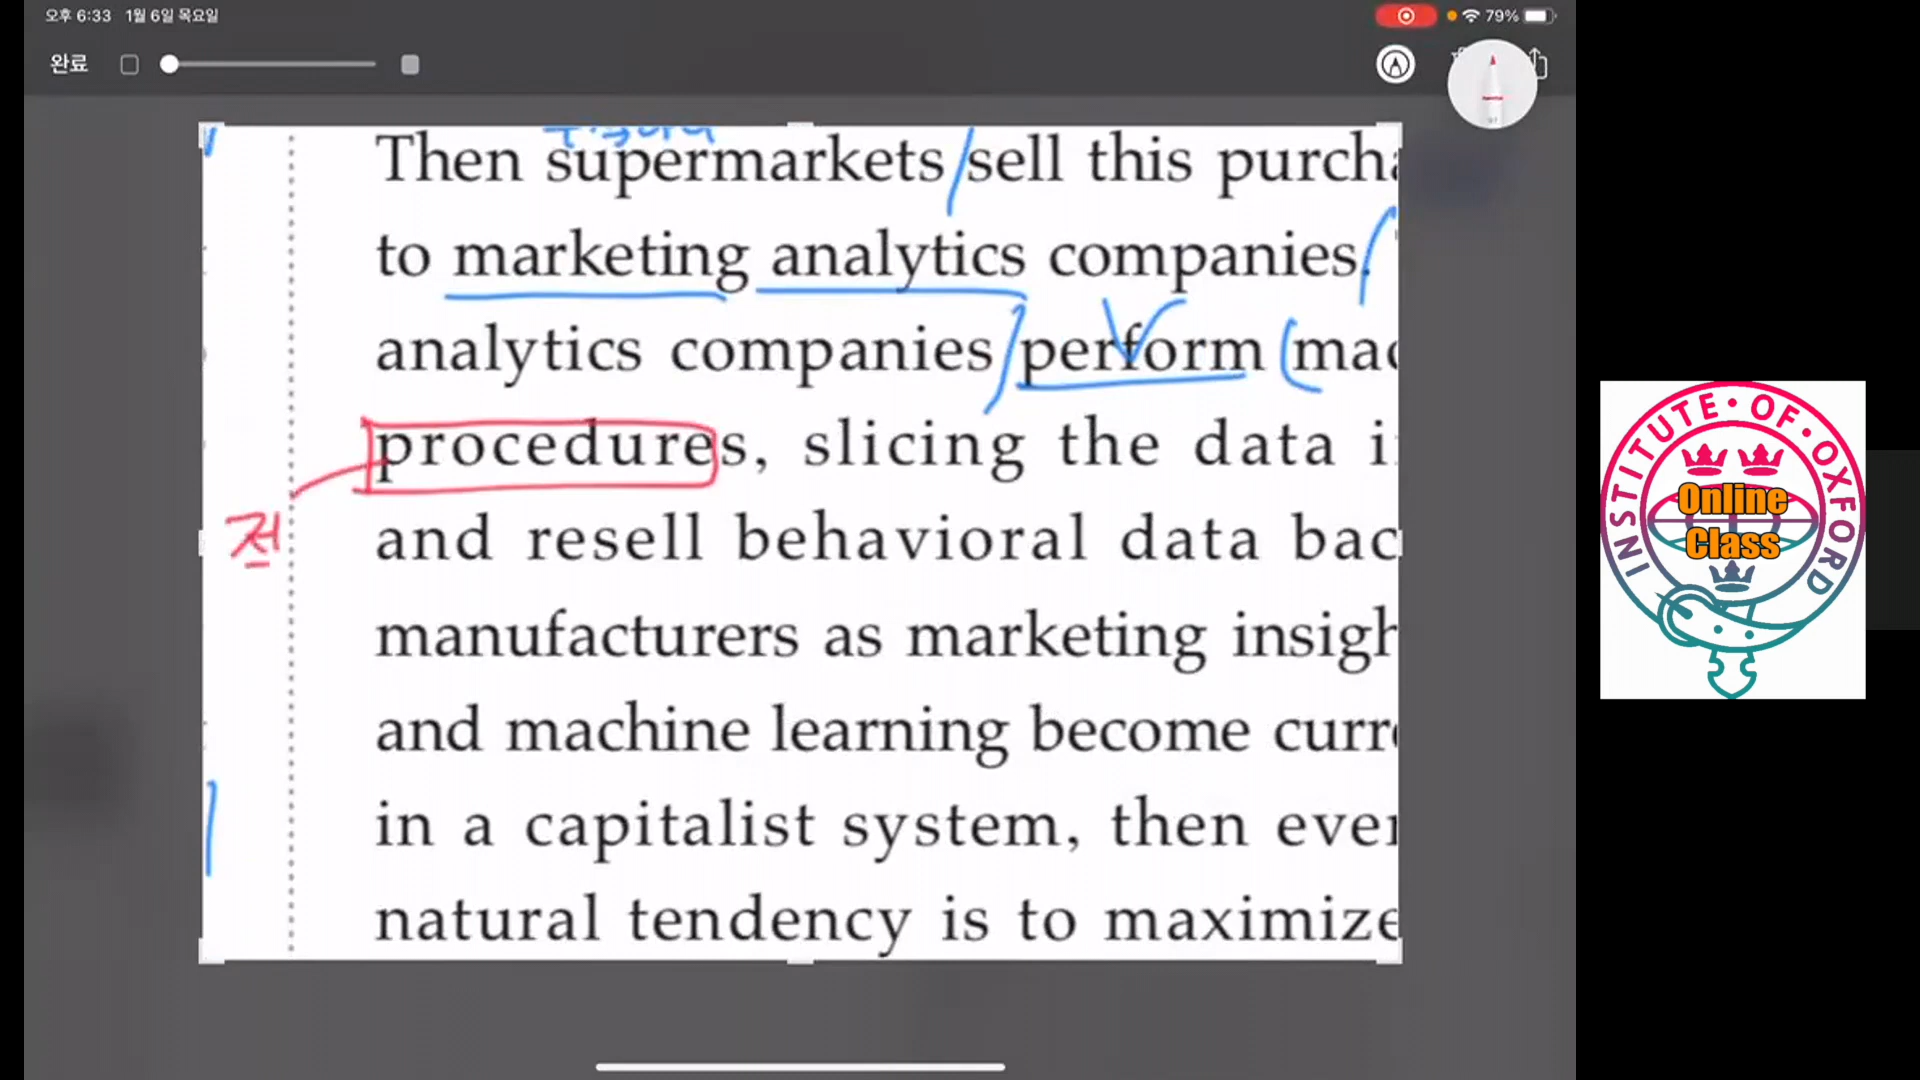 오후 6:33 1월 6일 목요일
79%
완료
Then supermarkets sell this purch
to marketing analytics companies.
analytics companies perform mac
procedures, slicing the data i
전
and resell behavioral data bac
manufacturers as marketing insigh
and machine learning become curr
in a capitalist system, then ever
natural tendency is to maximize
INSTITUTE · OF · OXFORD
Online
Class